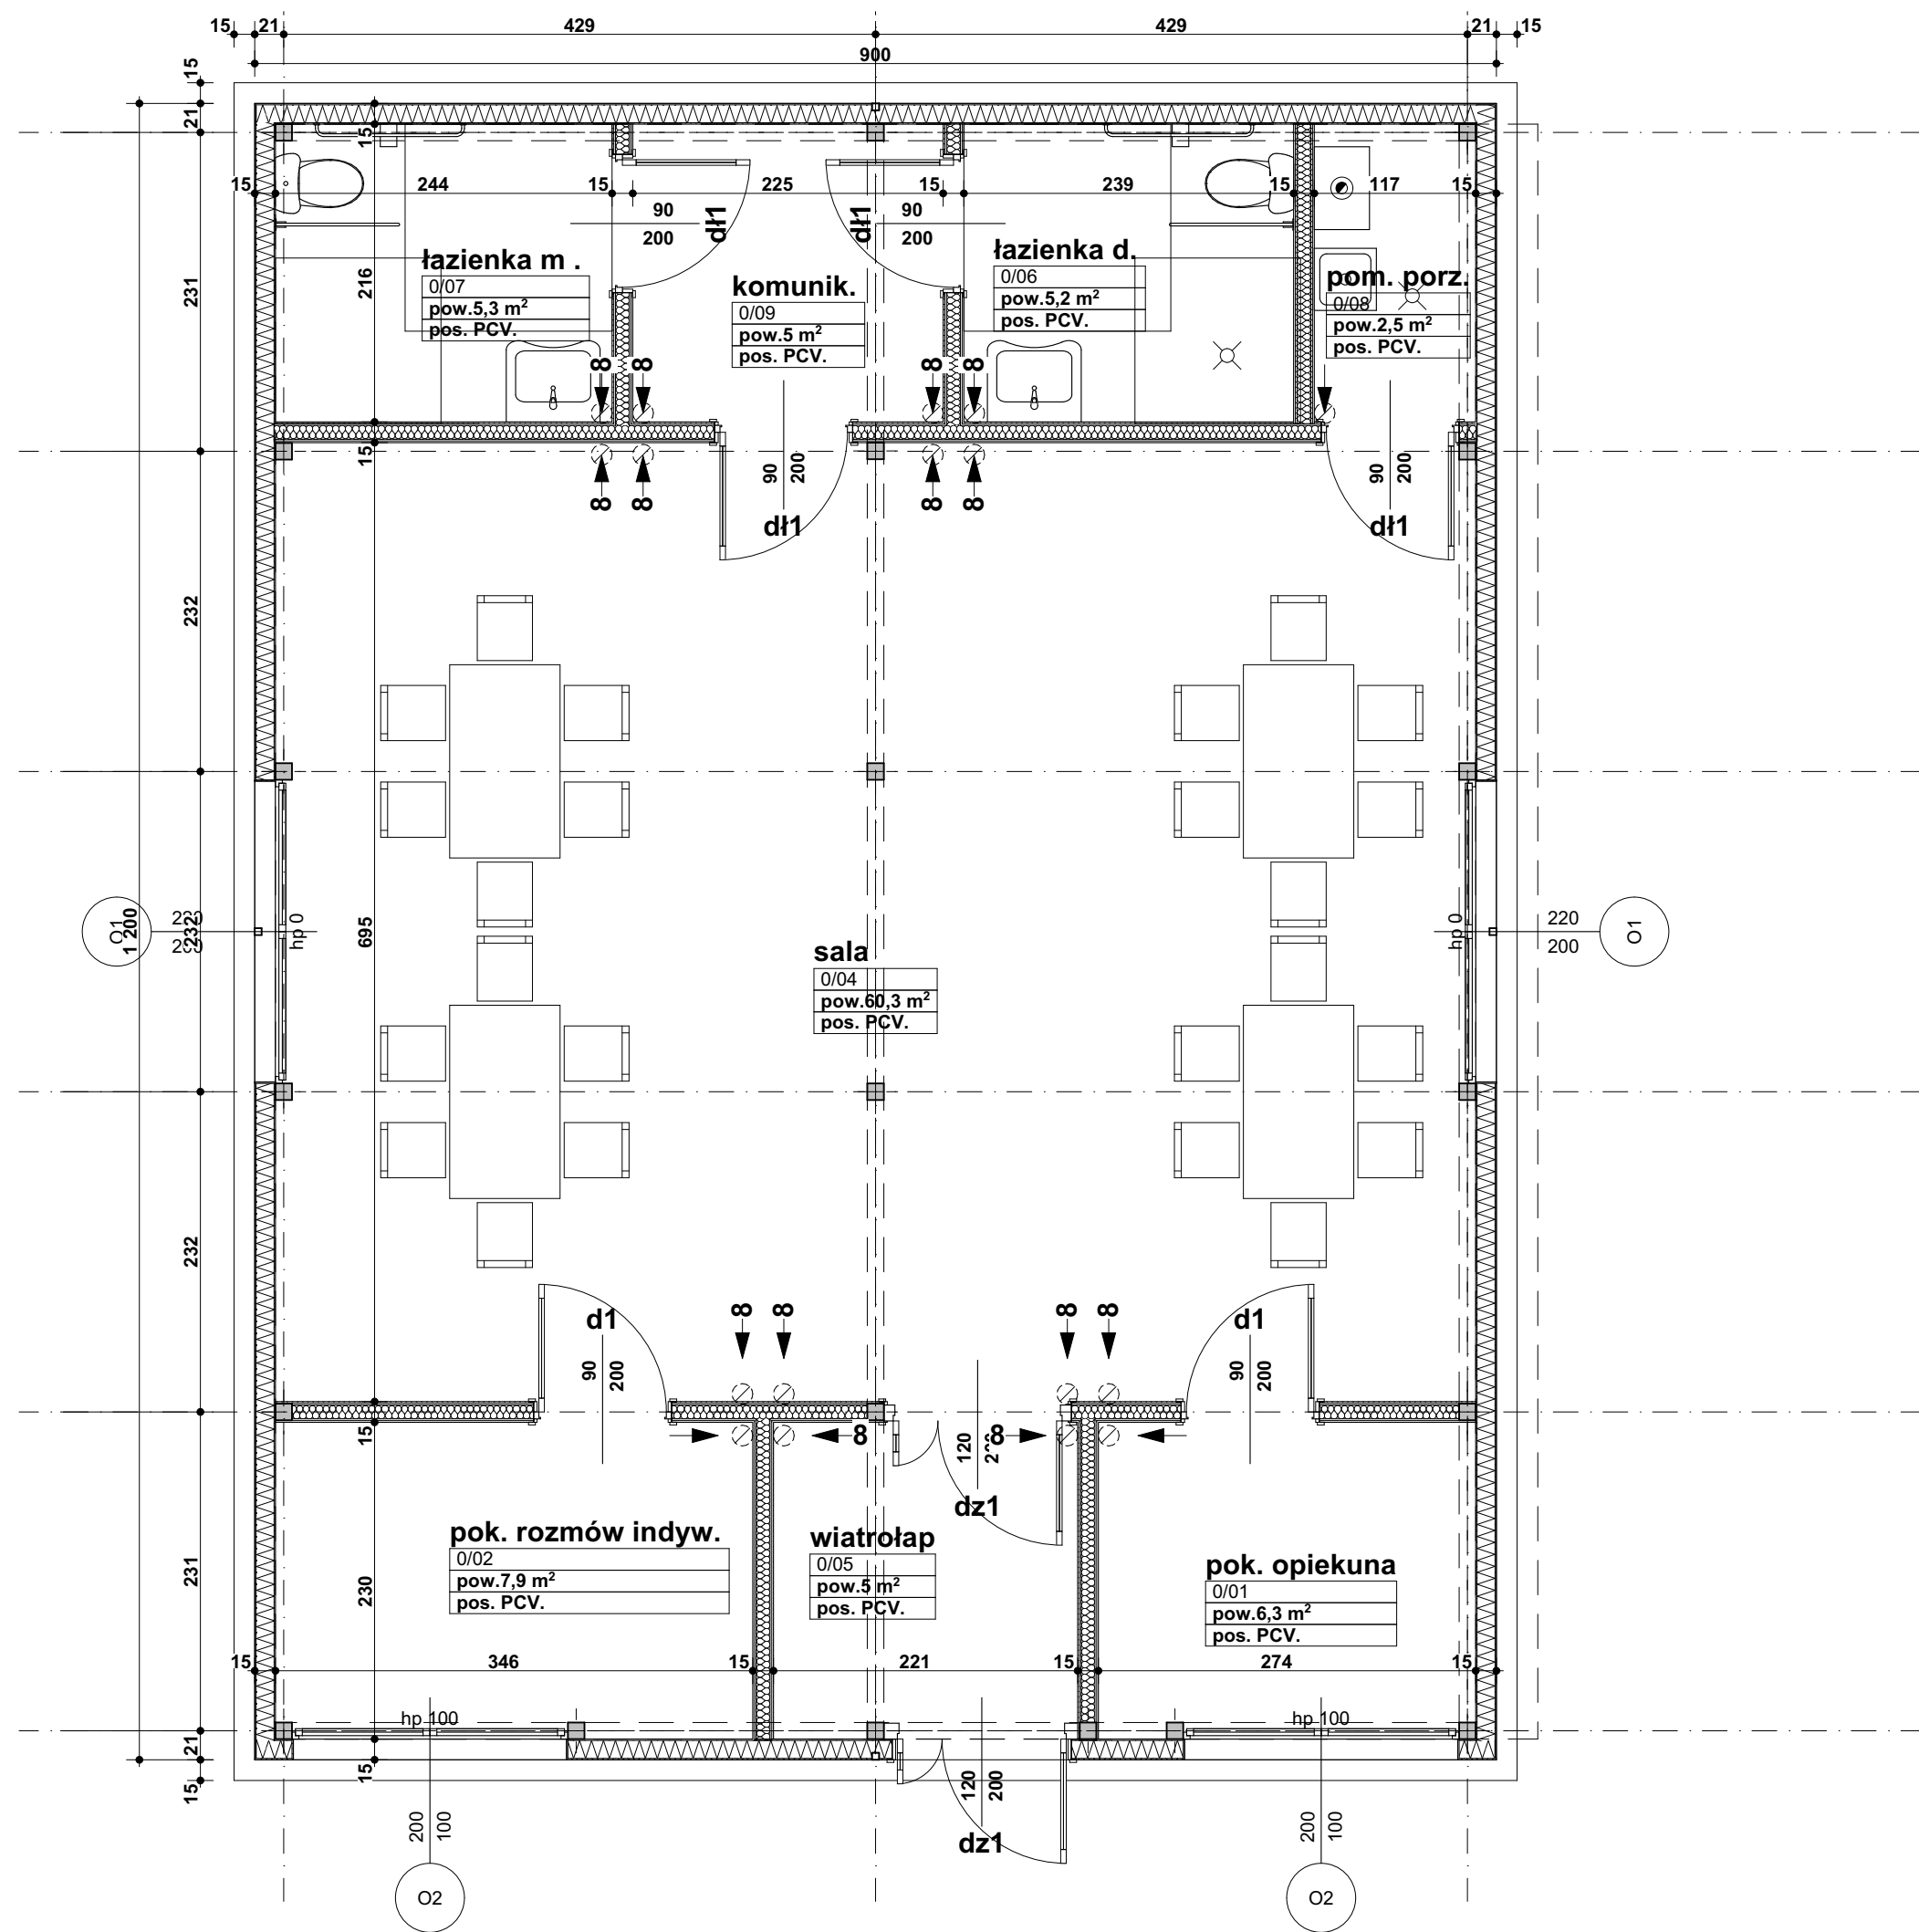 15 21 429 429 21 15
900
15
21
231
232
232
232
231
21
15
1 200
15
216
15
695
15
230
15
15 244 15 225 15 239 15 117 15
90
200
dł1
dł1
90
200
łazienka m .
0/07
pow.5,3 m²
pos. PCV.
komunik.
0/09
pow.5 m²
pos. PCV.
łazienka d.
0/06
pow.5,2 m²
pos. PCV.
pom. porz.
0/08
pow.2,5 m²
pos. PCV.
8 8 8 8
8 8 8 8
90
200
dł1
90
200
dł1
O1
220
200
hp 0
hp 0
220
200
O1
sala
0/04
pow.60,3 m²
pos. PCV.
8 8 8 8
d1
90
200
d1
90
200
8 8
120
dz1
pok. rozmów indyw.
0/02
pow.7,9 m²
pos. PCV.
wiatrołap
0/05
pow.5 m²
pos. PCV.
pok. opiekuna
0/01
pow.6,3 m²
pos. PCV.
15 346 15 221 15 274 15
hp 100
hp 100
120
200
dz1
200
100
200
100
O2
O2